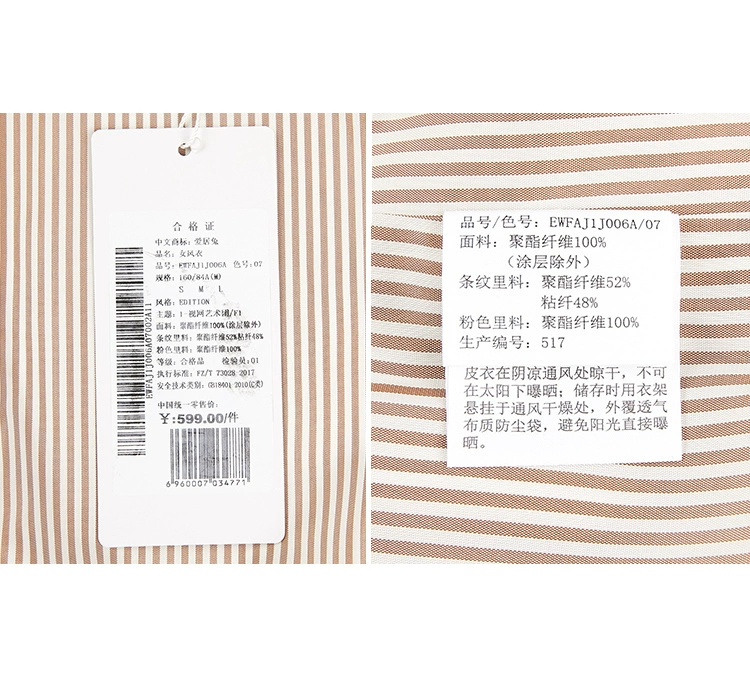 合格证
中文商标: 爱居兔
品名: 女风衣
品号: EWFAJ1J006A 色号:07
规格: 160/84A(M)
S M L
风格: EDITION
面料: 聚酯纤维100%(涂层除外)
条纹里料: 聚酯纤维52%粘纤48%
粉色里料: 聚酯纤维100%
等级: 合格品 检验员:01
执行标准: FZ/T 73028 2017
安全技术类别: GB18401 2010(C类)
中国统一零售价:
¥:599.00/件
6 960007 034771
EWFAJ1J006A07002A11
品号/色号: EWFAJ1J006A/07
面料: 聚酯纤维100%
(涂层除外)
条纹里料: 聚酯纤维52%
粘纤48%
粉色里料: 聚酯纤维100%
生产编号: 517
皮衣在阴凉通风处晾干，不可
在太阳下曝晒；储存时用衣架
悬挂于通风干燥处，外覆透气
布质防尘袋，避免阳光直接曝
晒。